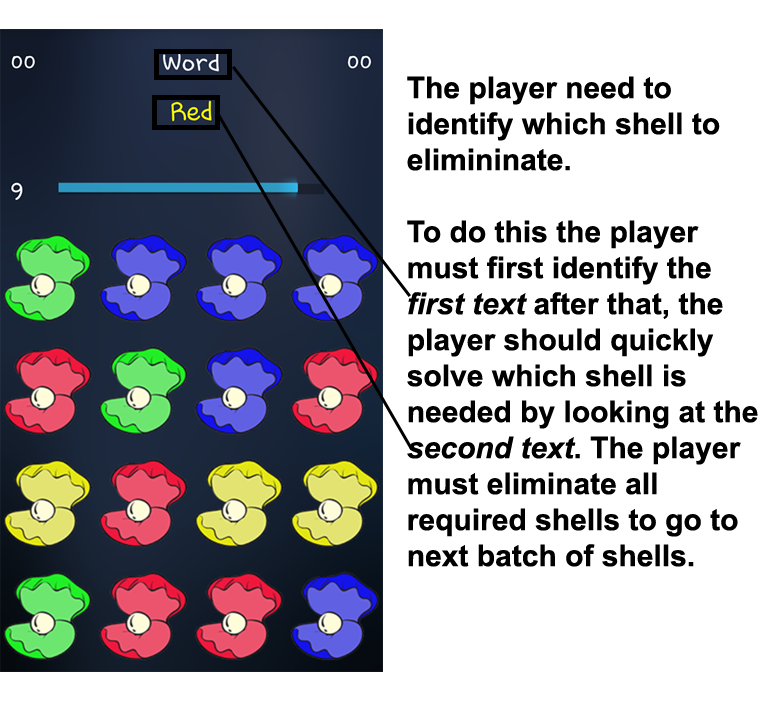 00 Word 00
Red
9
The player need to
identify which shell to
elimininate.
To do this the player
must first identify the
first text after that, the
player should quickly
solve which shell is
needed by looking at the
second text. The player
must eliminate all
required shells to go to
next batch of shells.